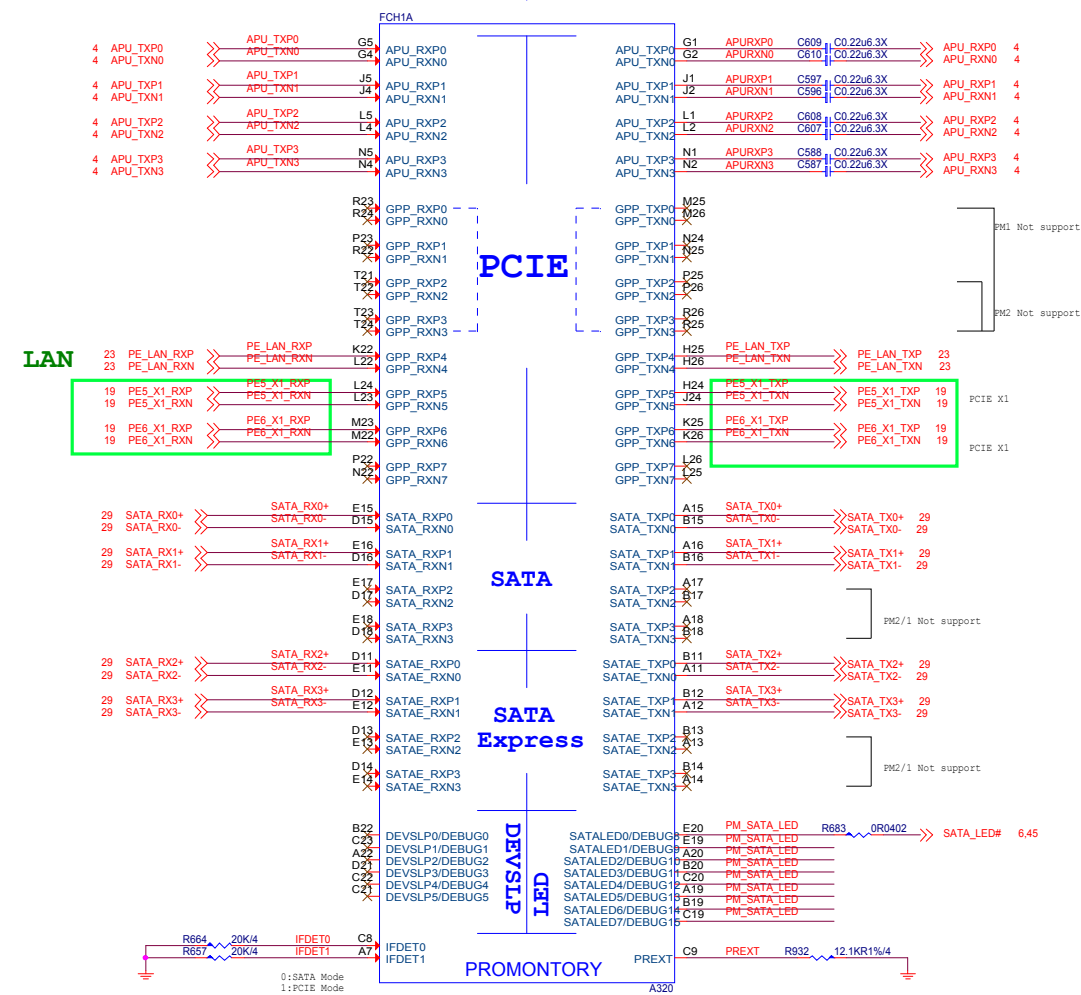 FCH1A
4 APU_TXP0 APU_TXP0 G5 APU_RXP0 APU_TXP0 G1 APURXP0 C609 C0.22u6.3X APU_RXP0 4
4 APU_TXN0 APU_TXN0 G4 APU_RXN0 APU_TXN0 G2 APURXN0 C610 C0.22u6.3X APU_RXN0 4
4 APU_TXP1 APU_TXP1 J5 APU_RXP1 APU_TXP1 J1 APURXP1 C597 C0.22u6.3X APU_RXP1 4
4 APU_TXN1 APU_TXN1 J4 APU_RXN1 APU_TXN1 J2 APURXN1 C596 C0.22u6.3X APU_RXN1 4
4 APU_TXP2 APU_TXP2 L5 APU_RXP2 APU_TXP2 L1 APURXP2 C608 C0.22u6.3X APU_RXP2 4
4 APU_TXN2 APU_TXN2 L4 APU_RXN2 APU_TXN2 L2 APURXN2 C607 C0.22u6.3X APU_RXN2 4
4 APU_TXP3 APU_TXP3 N5 APU_RXP3 APU_TXP3 N1 APURXP3 C588 C0.22u6.3X APU_RXP3 4
4 APU_TXN3 APU_TXN3 N4 APU_RXN3 APU_TXN3 N2 APURXN3 C587 C0.22u6.3X APU_RXN3 4
R23 GPP_RXP0 GPP_TXP0 M25
R24 GPP_RXN0 GPP_TXN0 M26
PM1 Not support
P23 GPP_RXP1 GPP_TXP1 N24
R22 GPP_RXN1 GPP_TXN1 N25
PCIE
T21 GPP_RXP2 GPP_TXP2 P25
T22 GPP_RXN2 GPP_TXN2 P26
PM2 Not support
T23 GPP_RXP3 GPP_TXP3 R26
T24 GPP_RXN3 GPP_TXN3 R25
LAN
23 PE_LAN_RXP PE_LAN_RXP K22 GPP_RXP4 GPP_TXP4 H25 PE_LAN_TXP PE_LAN_TXP 23
23 PE_LAN_RXN PE_LAN_RXN L22 GPP_RXN4 GPP_TXN4 H26 PE_LAN_TXN PE_LAN_TXN 23
19 PE5_X1_RXP PE5_X1_RXP L24 GPP_RXP5 GPP_TXP5 H24 PE5_X1_TXP PE5_X1_TXP 19
19 PE5_X1_RXN PE5_X1_RXN L23 GPP_RXN5 GPP_TXN5 J24 PE5_X1_TXN PE5_X1_TXN 19
PCIE X1
19 PE6_X1_RXP PE6_X1_RXP M23 GPP_RXP6 GPP_TXP6 K25 PE6_X1_TXP PE6_X1_TXP 19
19 PE6_X1_RXN PE6_X1_RXN M22 GPP_RXN6 GPP_TXN6 K26 PE6_X1_TXN PE6_X1_TXN 19
PCIE X1
P22 GPP_RXP7 GPP_TXP7 L26
N22 GPP_RXN7 GPP_TXN7 L25
29 SATA_RX0+ SATA_RX0+ E15 SATA_RXP0 SATA_TXP0 A15 SATA_TX0+ SATA_TX0+ 29
29 SATA_RX0- SATA_RX0- D15 SATA_RXN0 SATA_TXN0 B15 SATA_TX0- SATA_TX0- 29
29 SATA_RX1+ SATA_RX1+ E16 SATA_RXP1 SATA_TXP1 A16 SATA_TX1+ SATA_TX1+ 29
29 SATA_RX1- SATA_RX1- D16 SATA_RXN1 SATA_TXN1 B16 SATA_TX1- SATA_TX1- 29
SATA
E17 SATA_RXP2 SATA_TXP2 A17
D17 SATA_RXN2 SATA_TXN2 B17
PM2/1 Not support
E18 SATA_RXP3 SATA_TXP3 A18
D18 SATA_RXN3 SATA_TXN3 B18
29 SATA_RX2+ SATA_RX2+ D11 SATAE_RXP0 SATAE_TXP0 B11 SATA_TX2+ SATA_TX2+ 29
29 SATA_RX2- SATA_RX2- E11 SATAE_RXN0 SATAE_TXN0 A11 SATA_TX2- SATA_TX2- 29
29 SATA_RX3+ SATA_RX3+ D12 SATAE_RXP1 SATAE_TXP1 B12 SATA_TX3+ SATA_TX3+ 29
29 SATA_RX3- SATA_RX3- E12 SATAE_RXN1 SATAE_TXN1 A12 SATA_TX3- SATA_TX3- 29
SATA
Express
D13 SATAE_RXP2 SATAE_TXP2 B13
E13 SATAE_RXN2 SATAE_TXN2 A13
PM2/1 Not support
D14 SATAE_RXP3 SATAE_TXP3 B14
E14 SATAE_RXN3 SATAE_TXN3 A14
B22 DEVSLP0/DEBUG0 SATALED0/DEBUG8 E20 PM_SATA_LED R683 0R0402 SATA_LED# 6,45
C23 DEVSLP1/DEBUG1 SATALED1/DEBUG9 E19 PM_SATA_LED
A22 DEVSLP2/DEBUG2 SATALED2/DEBUG10 A20 PM_SATA_LED
D21 DEVSLP3/DEBUG3 SATALED3/DEBUG11 B20 PM_SATA_LED
C22 DEVSLP4/DEBUG4 SATALED4/DEBUG12 C20 PM_SATA_LED
C21 DEVSLP5/DEBUG5 SATALED5/DEBUG13 A19 PM_SATA_LED
SATALED6/DEBUG14 B19 PM_SATA_LED
SATALED7/DEBUG15 C19 PM_SATA_LED
DEVSLP
LED
R664 20K/4 IFDET0 C8 IFDET0
R657 20K/4 IFDET1 A7 IFDET1 PREXT C9 PREXT R932 12.1KR1%/4
0:SATA Mode
1:PCIE Mode
PROMONTORY
A320